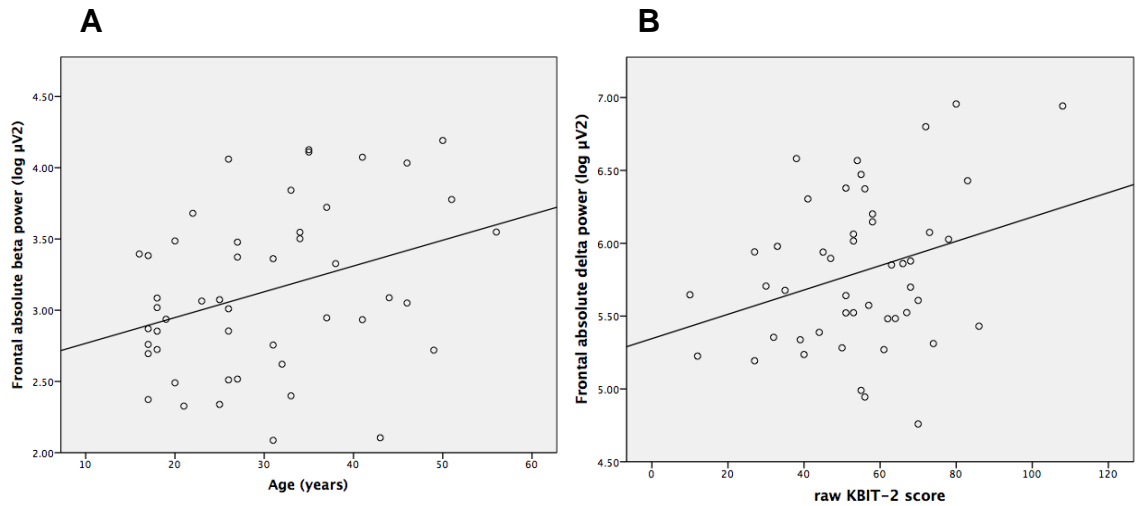 A
B
4.50
4.00
3.50
3.00
2.50
2.00
Frontal absolute beta power (log µV2)
10 20 30 40 50 60
Age (years)
7.00
6.50
6.00
5.50
5.00
4.50
Frontal absolute delta power (log µV2)
0 20 40 60 80 100 120
raw KBIT-2 score